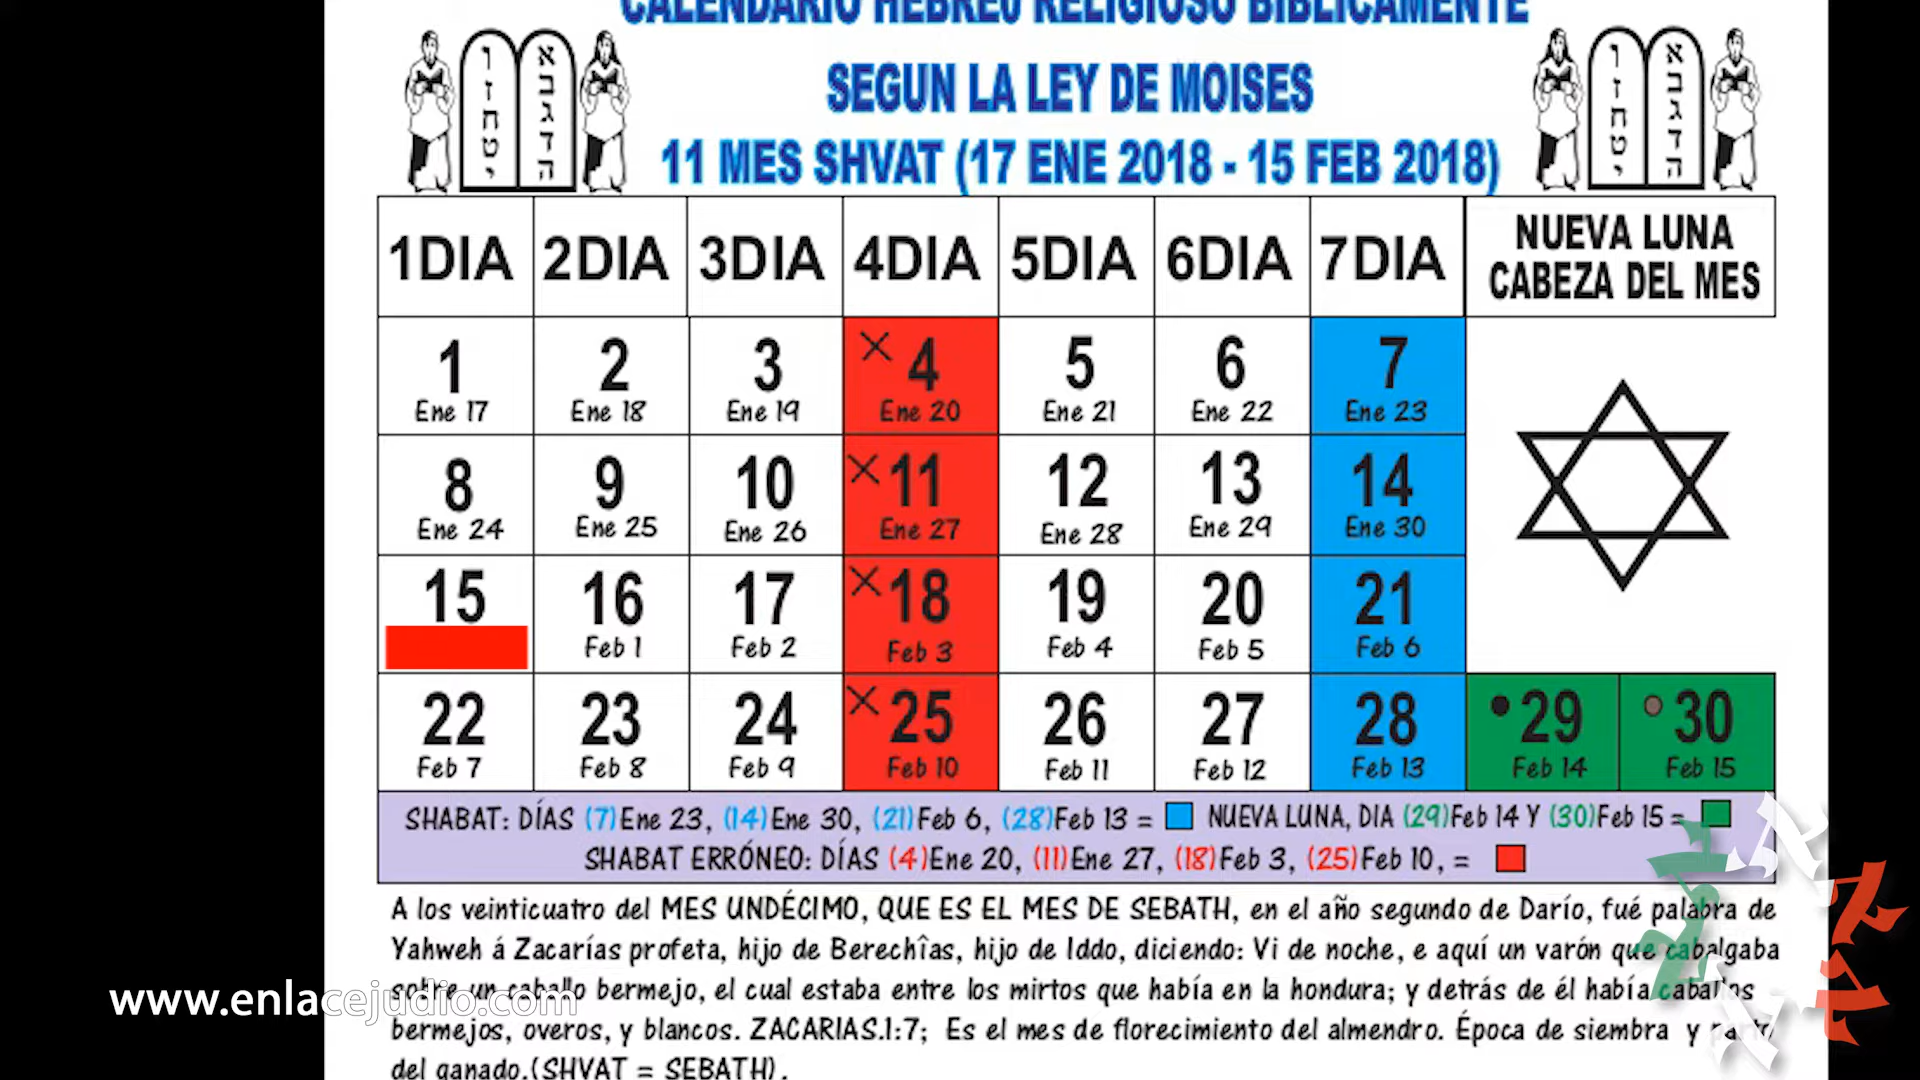 CALENDARIO HEBREO RELIGIOSO BIBLICAMENTE
SEGUN LA LEY DE MOISES
11 MES SHVAT (17 ENE 2018 - 15 FEB 2018)
ו א
ז ב
ח ג
ט ד
י ה
ו א
ז ב
ח ג
ט ד
י ה
1DIA 2DIA 3DIA 4DIA 5DIA 6DIA 7DIA NUEVA LUNA
CABEZA DEL MES
1 2 3 4 5 6 7
Ene 17 Ene 18 Ene 19 Ene 20 Ene 21 Ene 22 Ene 23
8 9 10 11 12 13 14
Ene 24 Ene 25 Ene 26 Ene 27 Ene 28 Ene 29 Ene 30
15 16 17 18 19 20 21
Feb 1 Feb 2 Feb 3 Feb 4 Feb 5 Feb 6
22 23 24 25 26 27 28 29 30
Feb 7 Feb 8 Feb 9 Feb 10 Feb 11 Feb 12 Feb 13 Feb 14 Feb 15
SHABAT: DÍAS (7)Ene 23, (14)Ene 30, (21)Feb 6, (28)Feb 13 = NUEVA LUNA, DIA (29)Feb 14 Y (30)Feb 15 =
SHABAT ERRÓNEO: DÍAS (4)Ene 20, (11)Ene 27, (18)Feb 3, (25)Feb 10, =
A los veinticuatro del MES UNDÉCIMO, QUE ES EL MES DE SEBATH, en el año segundo de Darío, fué palabra de
Yahweh á Zacarías profeta, hijo de Berechîas, hijo de Iddo, diciendo: Vi de noche, e aquí un varón que cabalgaba
sobre un caballo bermejo, el cual estaba entre los mirtos que había en la hondura; y detrás de él había caballos
bermejos, overos, y blancos. ZACARIAS.1:7; Es el mes de florecimiento del almendro. Época de siembra y parto
del ganado.(SHVAT = SEBATH).
www.enlacejudio.com